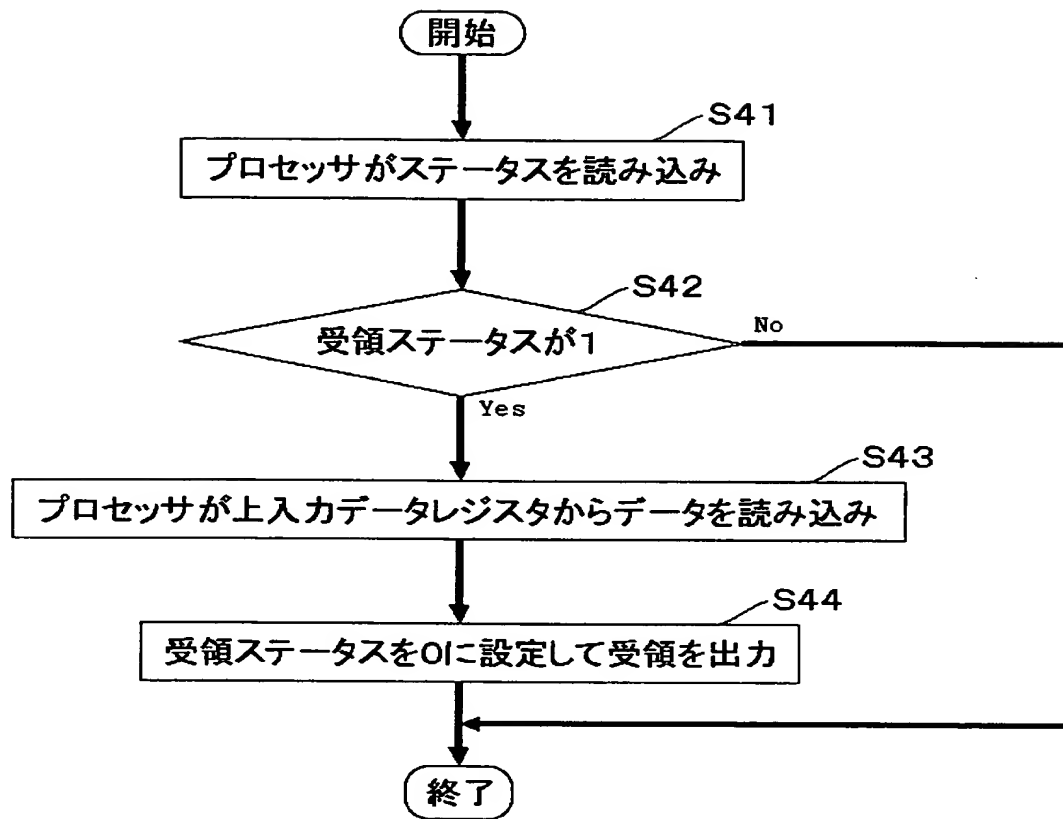 開始
S41
プロセッサがステータスを読み込み
S42
受領ステータスが1
No
Yes
S43
プロセッサが上入力データレジスタからデータを読み込み
S44
受領ステータスを0に設定して受領を出力
終了